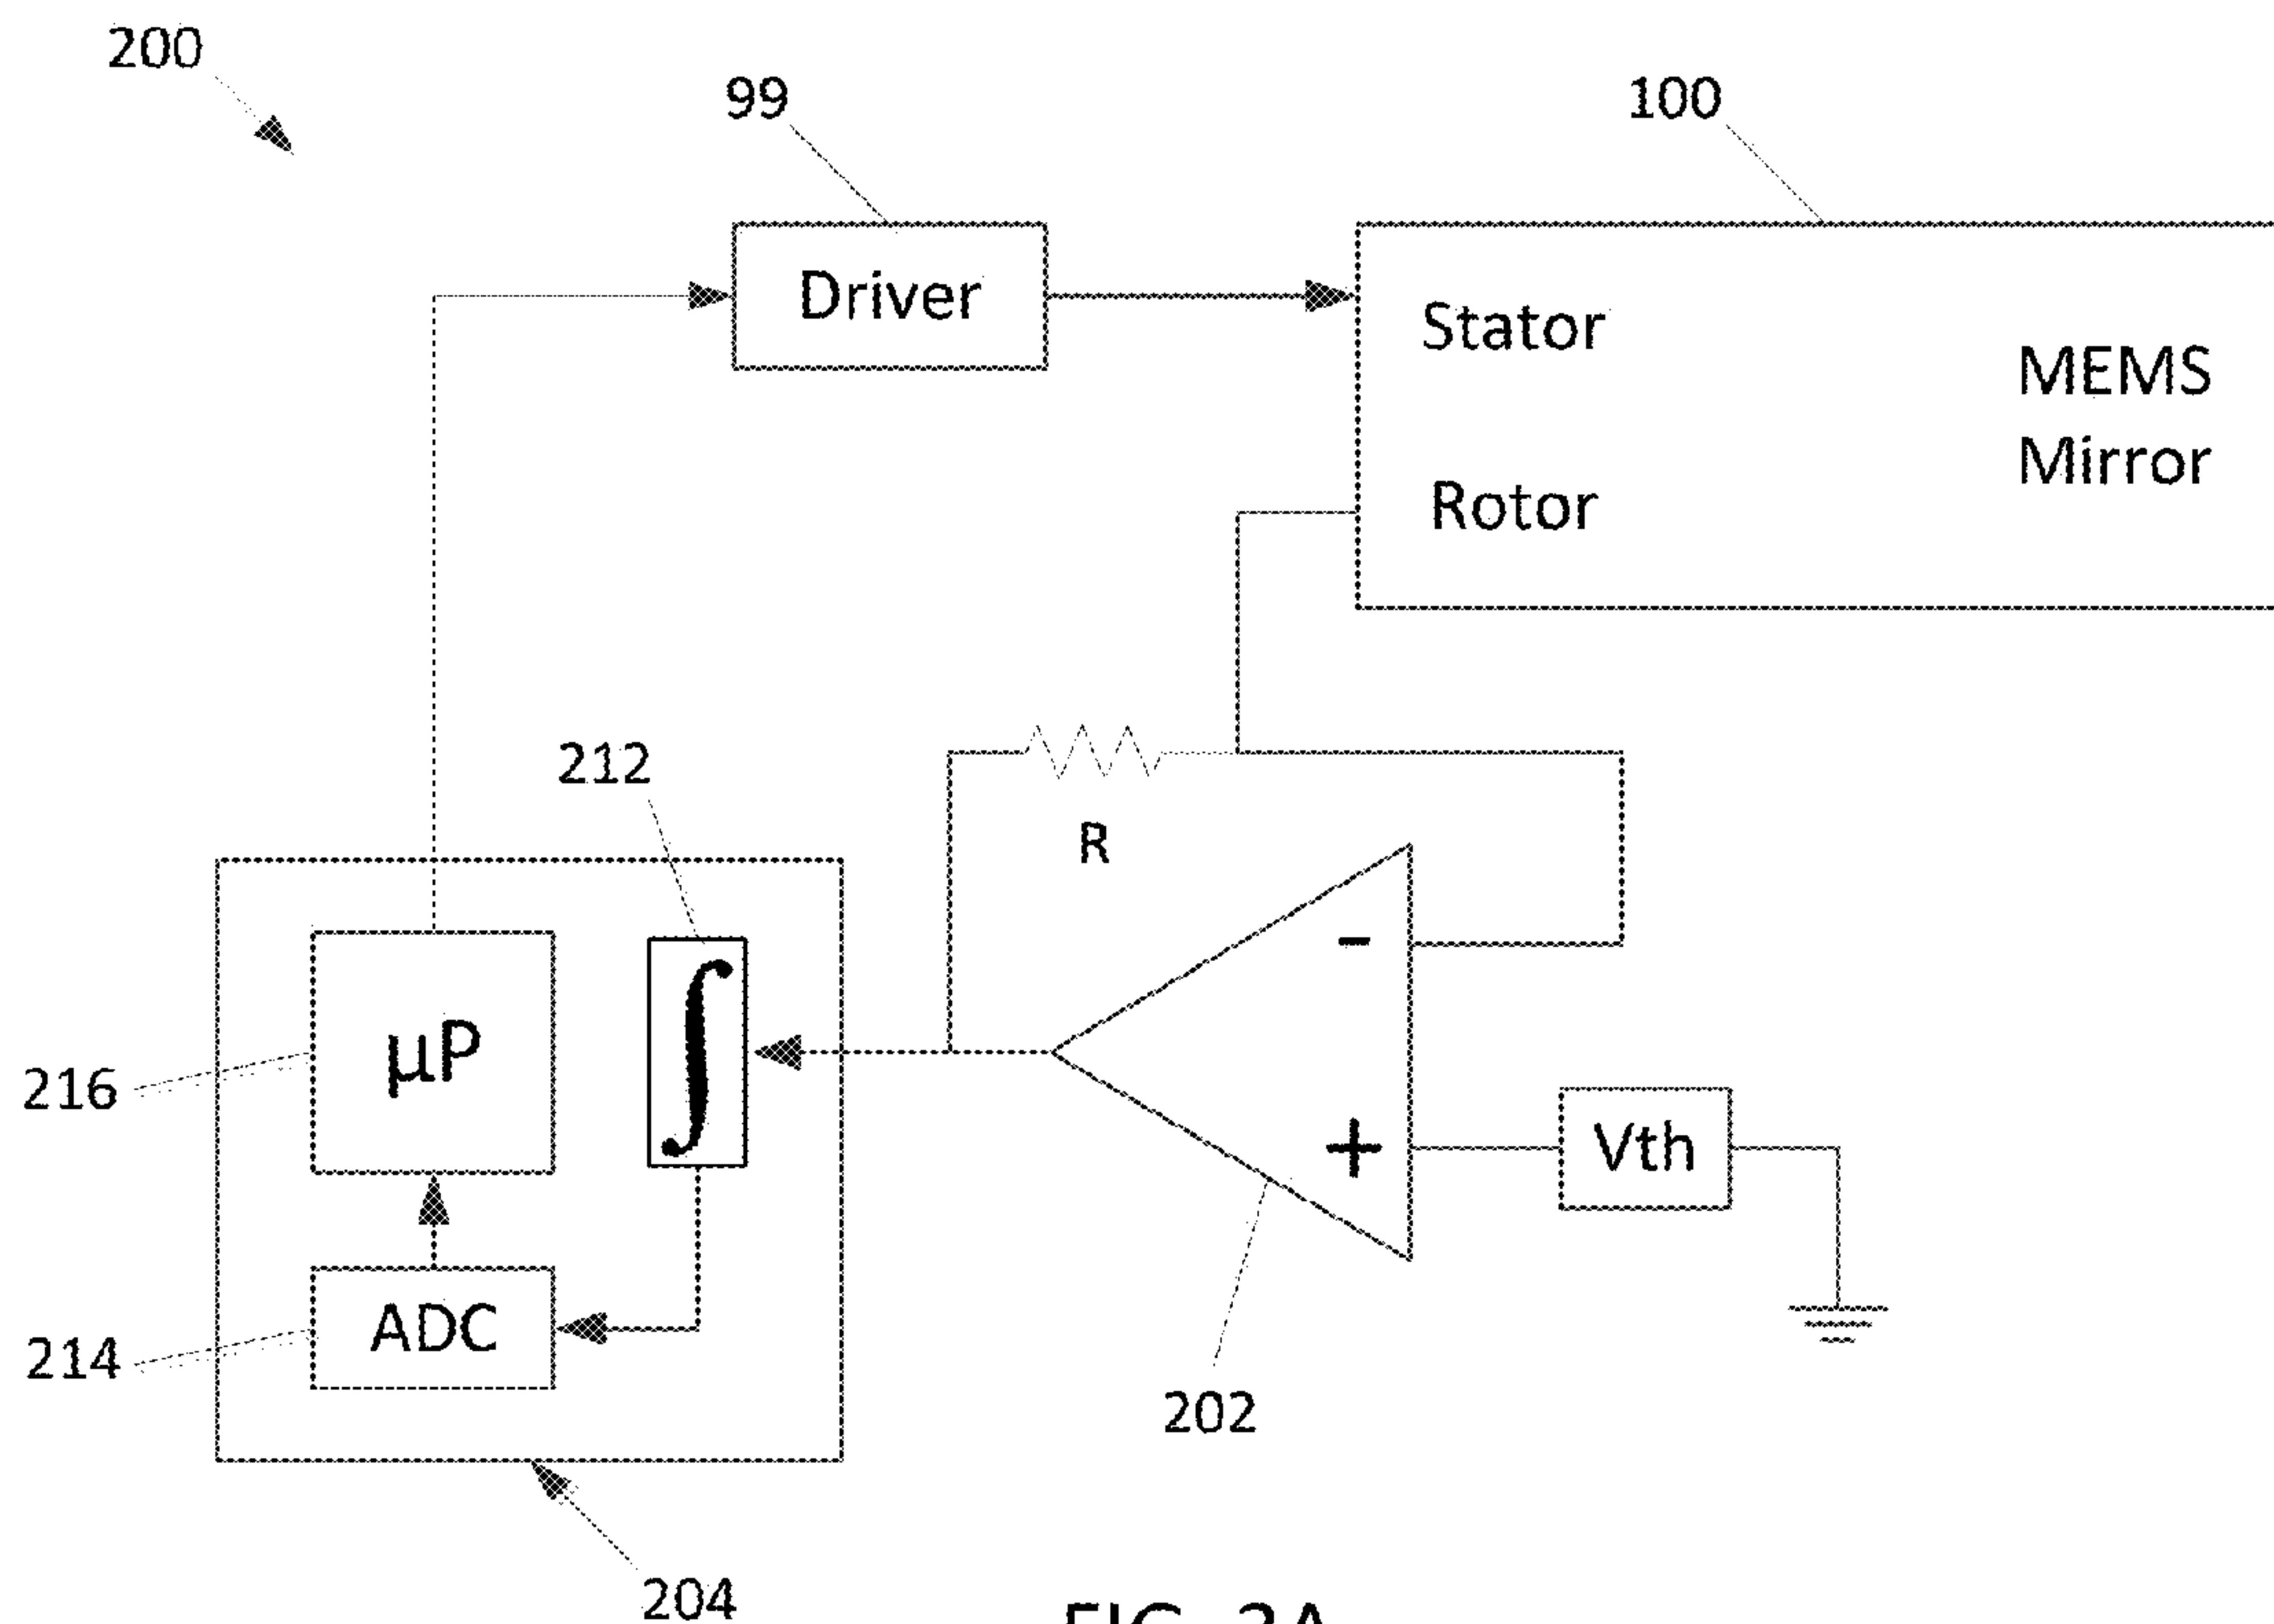 200
99
100
Driver
Stator
MEMS
Mirror
Rotor
212
R
-
µP
∫
216
+
Vth
ADC
214
202
204